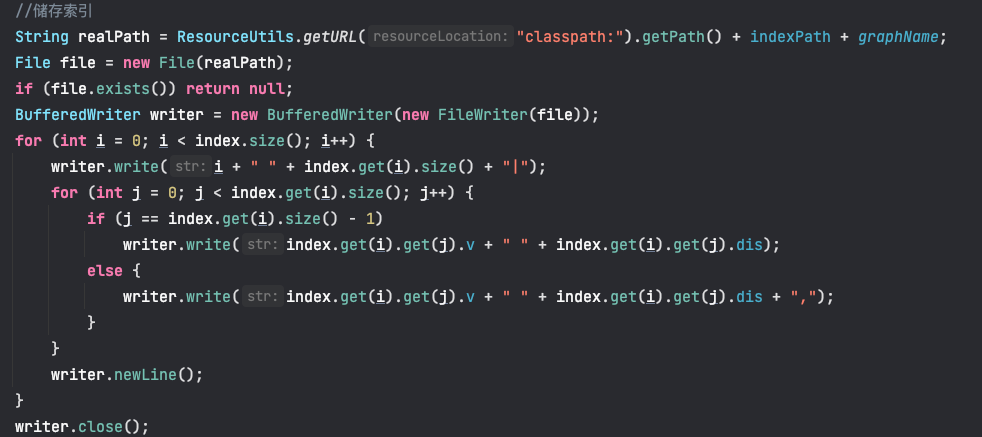 //储存索引
String realPath = ResourceUtils.getURL( resourceLocation: "classpath:").getPath() + indexPath + graphName;
File file = new File(realPath);
if (file.exists()) return null;
BufferedWriter writer = new BufferedWriter(new FileWriter(file));
for (int i = 0; i < index.size(); i++) {
    writer.write( str: i + " " + index.get(i).size() + "|");
    for (int j = 0; j < index.get(i).size(); j++) {
        if (j == index.get(i).size() - 1)
            writer.write( str: index.get(i).get(j).v + " " + index.get(i).get(j).dis);
        else {
            writer.write( str: index.get(i).get(j).v + " " + index.get(i).get(j).dis + ",");
        }
    }
    writer.newLine();
}
writer.close();